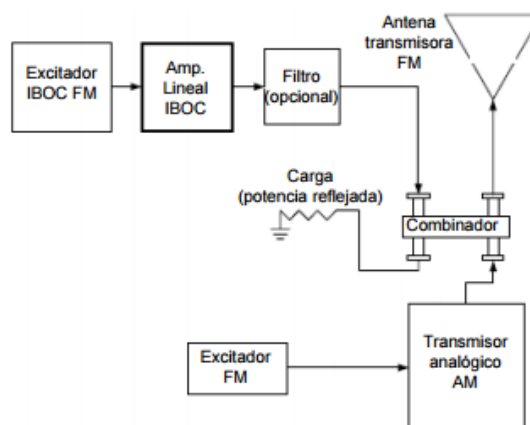 Antena
transmisora
FM
Excitador
IBOC FM
Amp.
Lineal
IBOC
Filtro
(opcional)
Carga
(potencia reflejada)
Combinador
Excitador
FM
Transmisor
analógico
AM